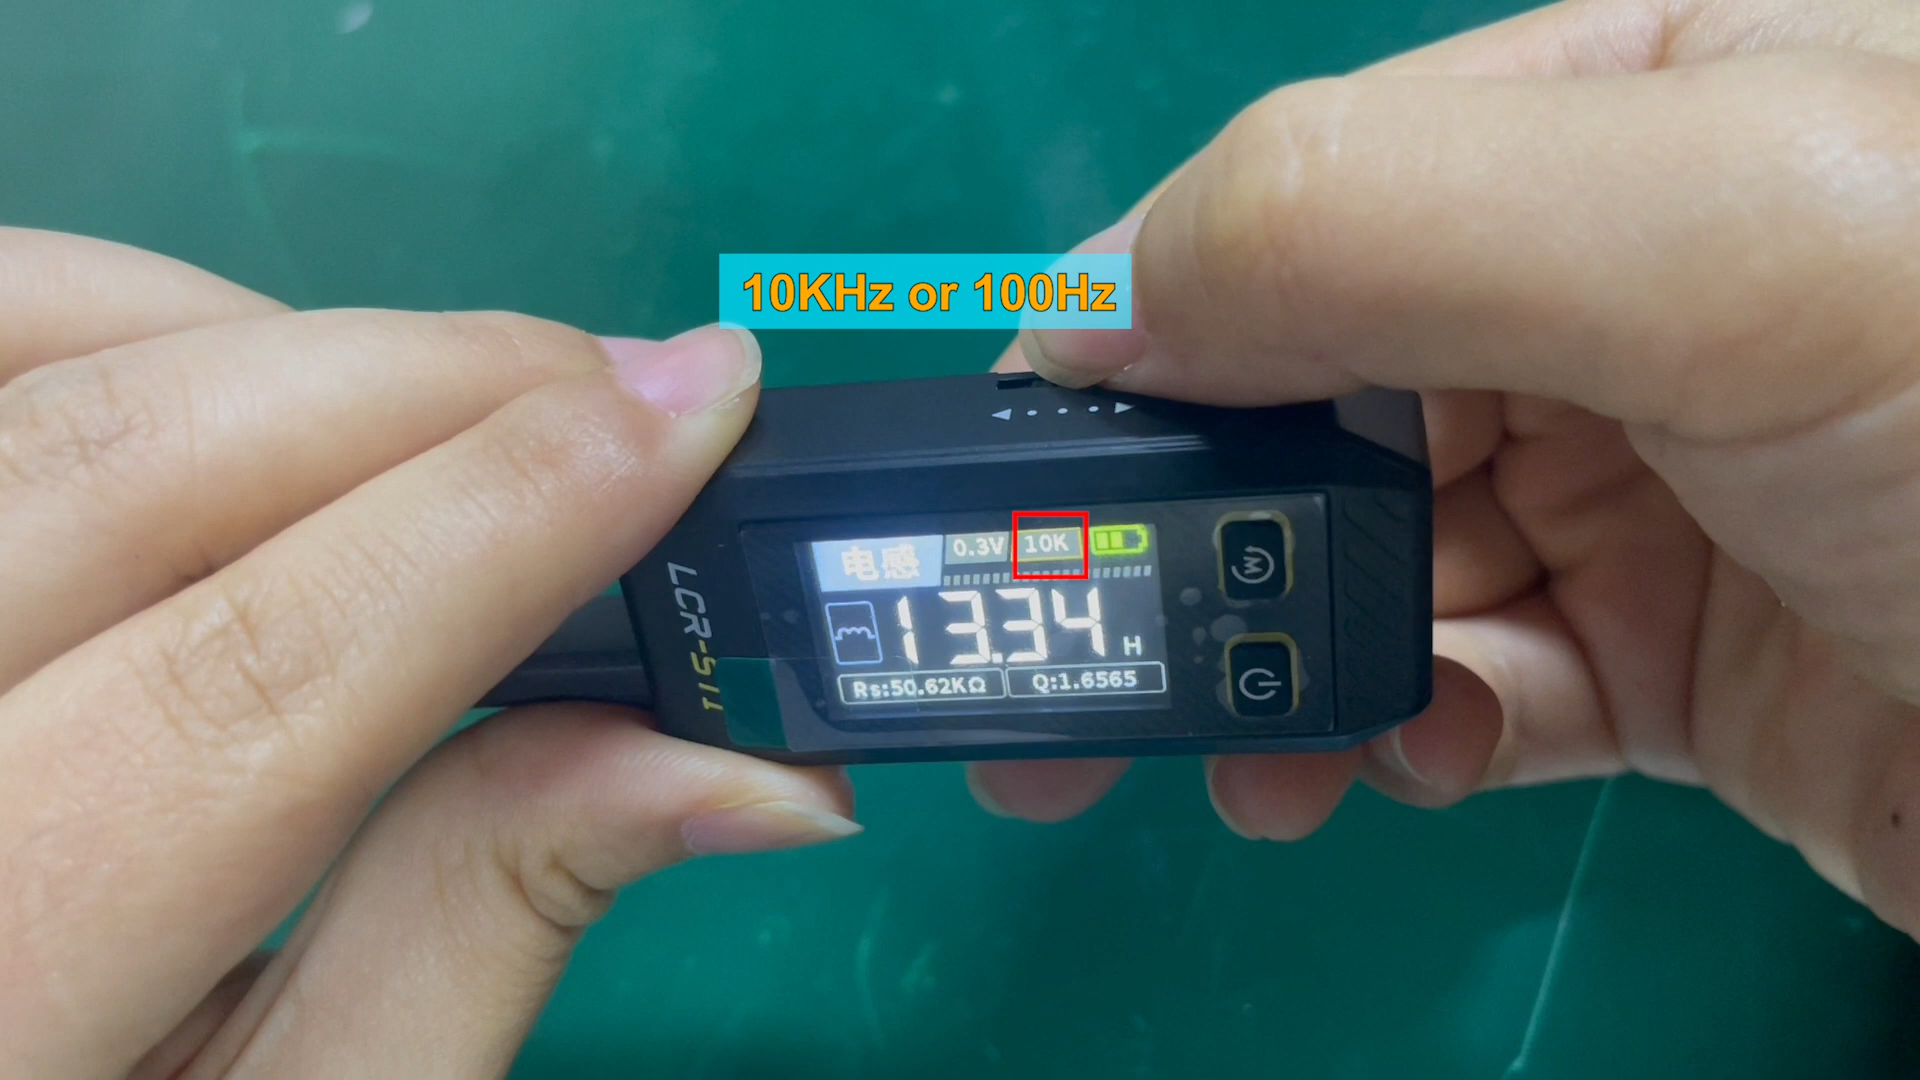 10KHz or 100Hz
电感 0.3V 10K
13.34 H
Rs:50.62KΩ Q:1.6565
LCR-S11
M